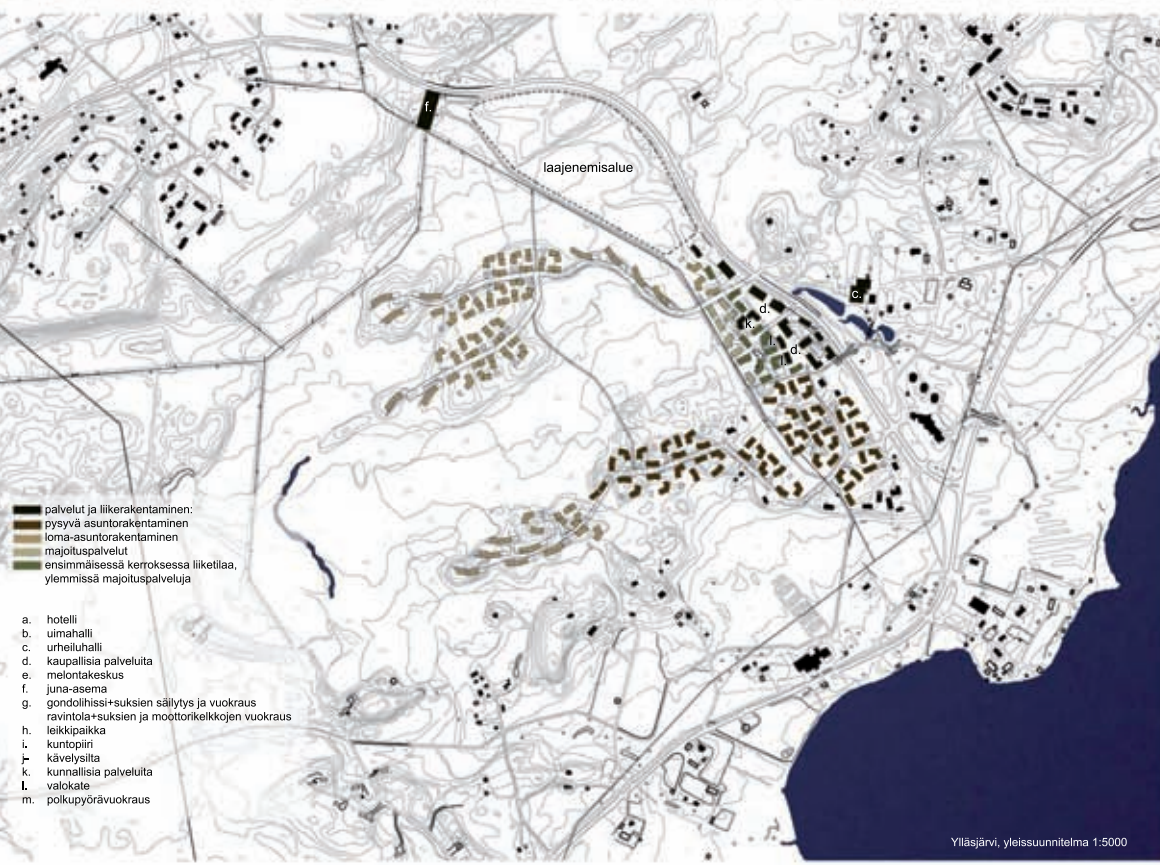 f.
laajenemisalue
c.
d.
k.
l.
d.
l.
palvelut ja liikerakentaminen:
pysyvä asuntorakentaminen
loma-asuntorakentaminen
majoituspalvelut
ensimmäisessä kerroksessa liiketilaa,
ylemmissä majoituspalveluja
a. hotelli
b. uimahalli
c. urheiluhalli
d. kaupallisia palveluita
e. melontakeskus
f. juna-asema
g. gondolihissi+suksien säilytys ja vuokraus
ravintola+suksien ja moottorikelkkojen vuokraus
h. leikkipaikka
i. kuntopiiri
j. kävelysilta
k. kunnallisia palveluita
l. valokate
m. polkupyörävuokraus
Ylläsjärvi, yleissuunnitelma 1:5000